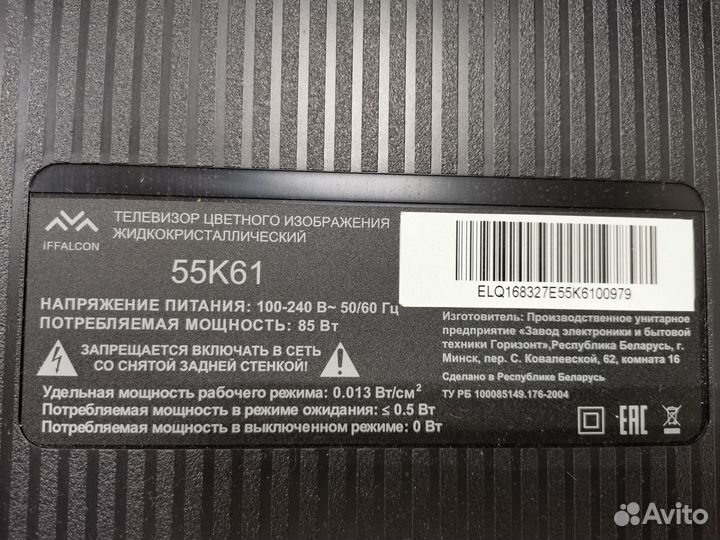 iFFALCON
ТЕЛЕВИЗОР ЦВЕТНОГО ИЗОБРАЖЕНИЯ
ЖИДКОКРИСТАЛЛИЧЕСКИЙ
55K61
НАПРЯЖЕНИЕ ПИТАНИЯ: 100-240 В~ 50/60 Гц
ПОТРЕБЛЯЕМАЯ МОЩНОСТЬ: 85 Вт
ЗАПРЕЩАЕТСЯ ВКЛЮЧАТЬ В СЕТЬ
СО СНЯТОЙ ЗАДНЕЙ СТЕНКОЙ!
Удельная мощность рабочего режима: 0.013 Вт/см²
Потребляемая мощность в режиме ожидания: ≤ 0.5 Вт
Потребляемая мощность в выключенном режиме: 0 Вт
ELQ168327E55K6100979
Изготовитель: Производственное унитарное
предприятие «Завод электроники и бытовой
техники Горизонт»,Республика Беларусь, г.
Минск, пер. С. Ковалевской, 62, комната 16
Сделано в Республике Беларусь
ТУ РБ 100085149.176-2004
EAC
Avito